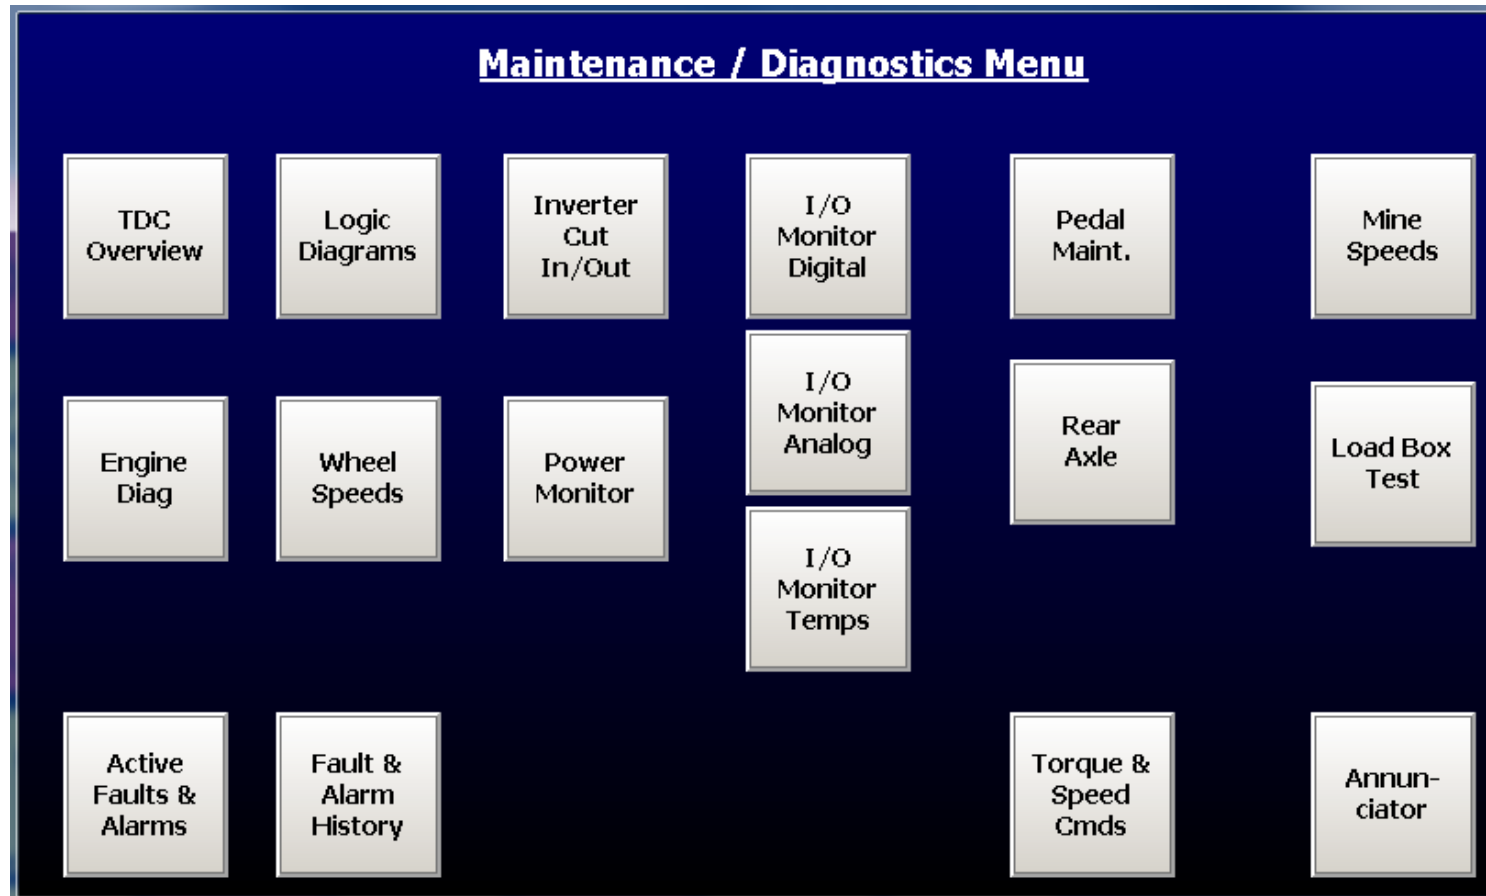 Maintenance / Diagnostics Menu
TDC
Overview
Logic
Diagrams
Inverter
Cut
In/Out
I/O
Monitor
Digital
Pedal
Maint.
Mine
Speeds
Engine
Diag
Wheel
Speeds
Power
Monitor
I/O
Monitor
Analog
Rear
Axle
Load Box
Test
I/O
Monitor
Temps
Active
Faults &
Alarms
Fault &
Alarm
History
Torque &
Speed
Cmds
Annun-
ciator